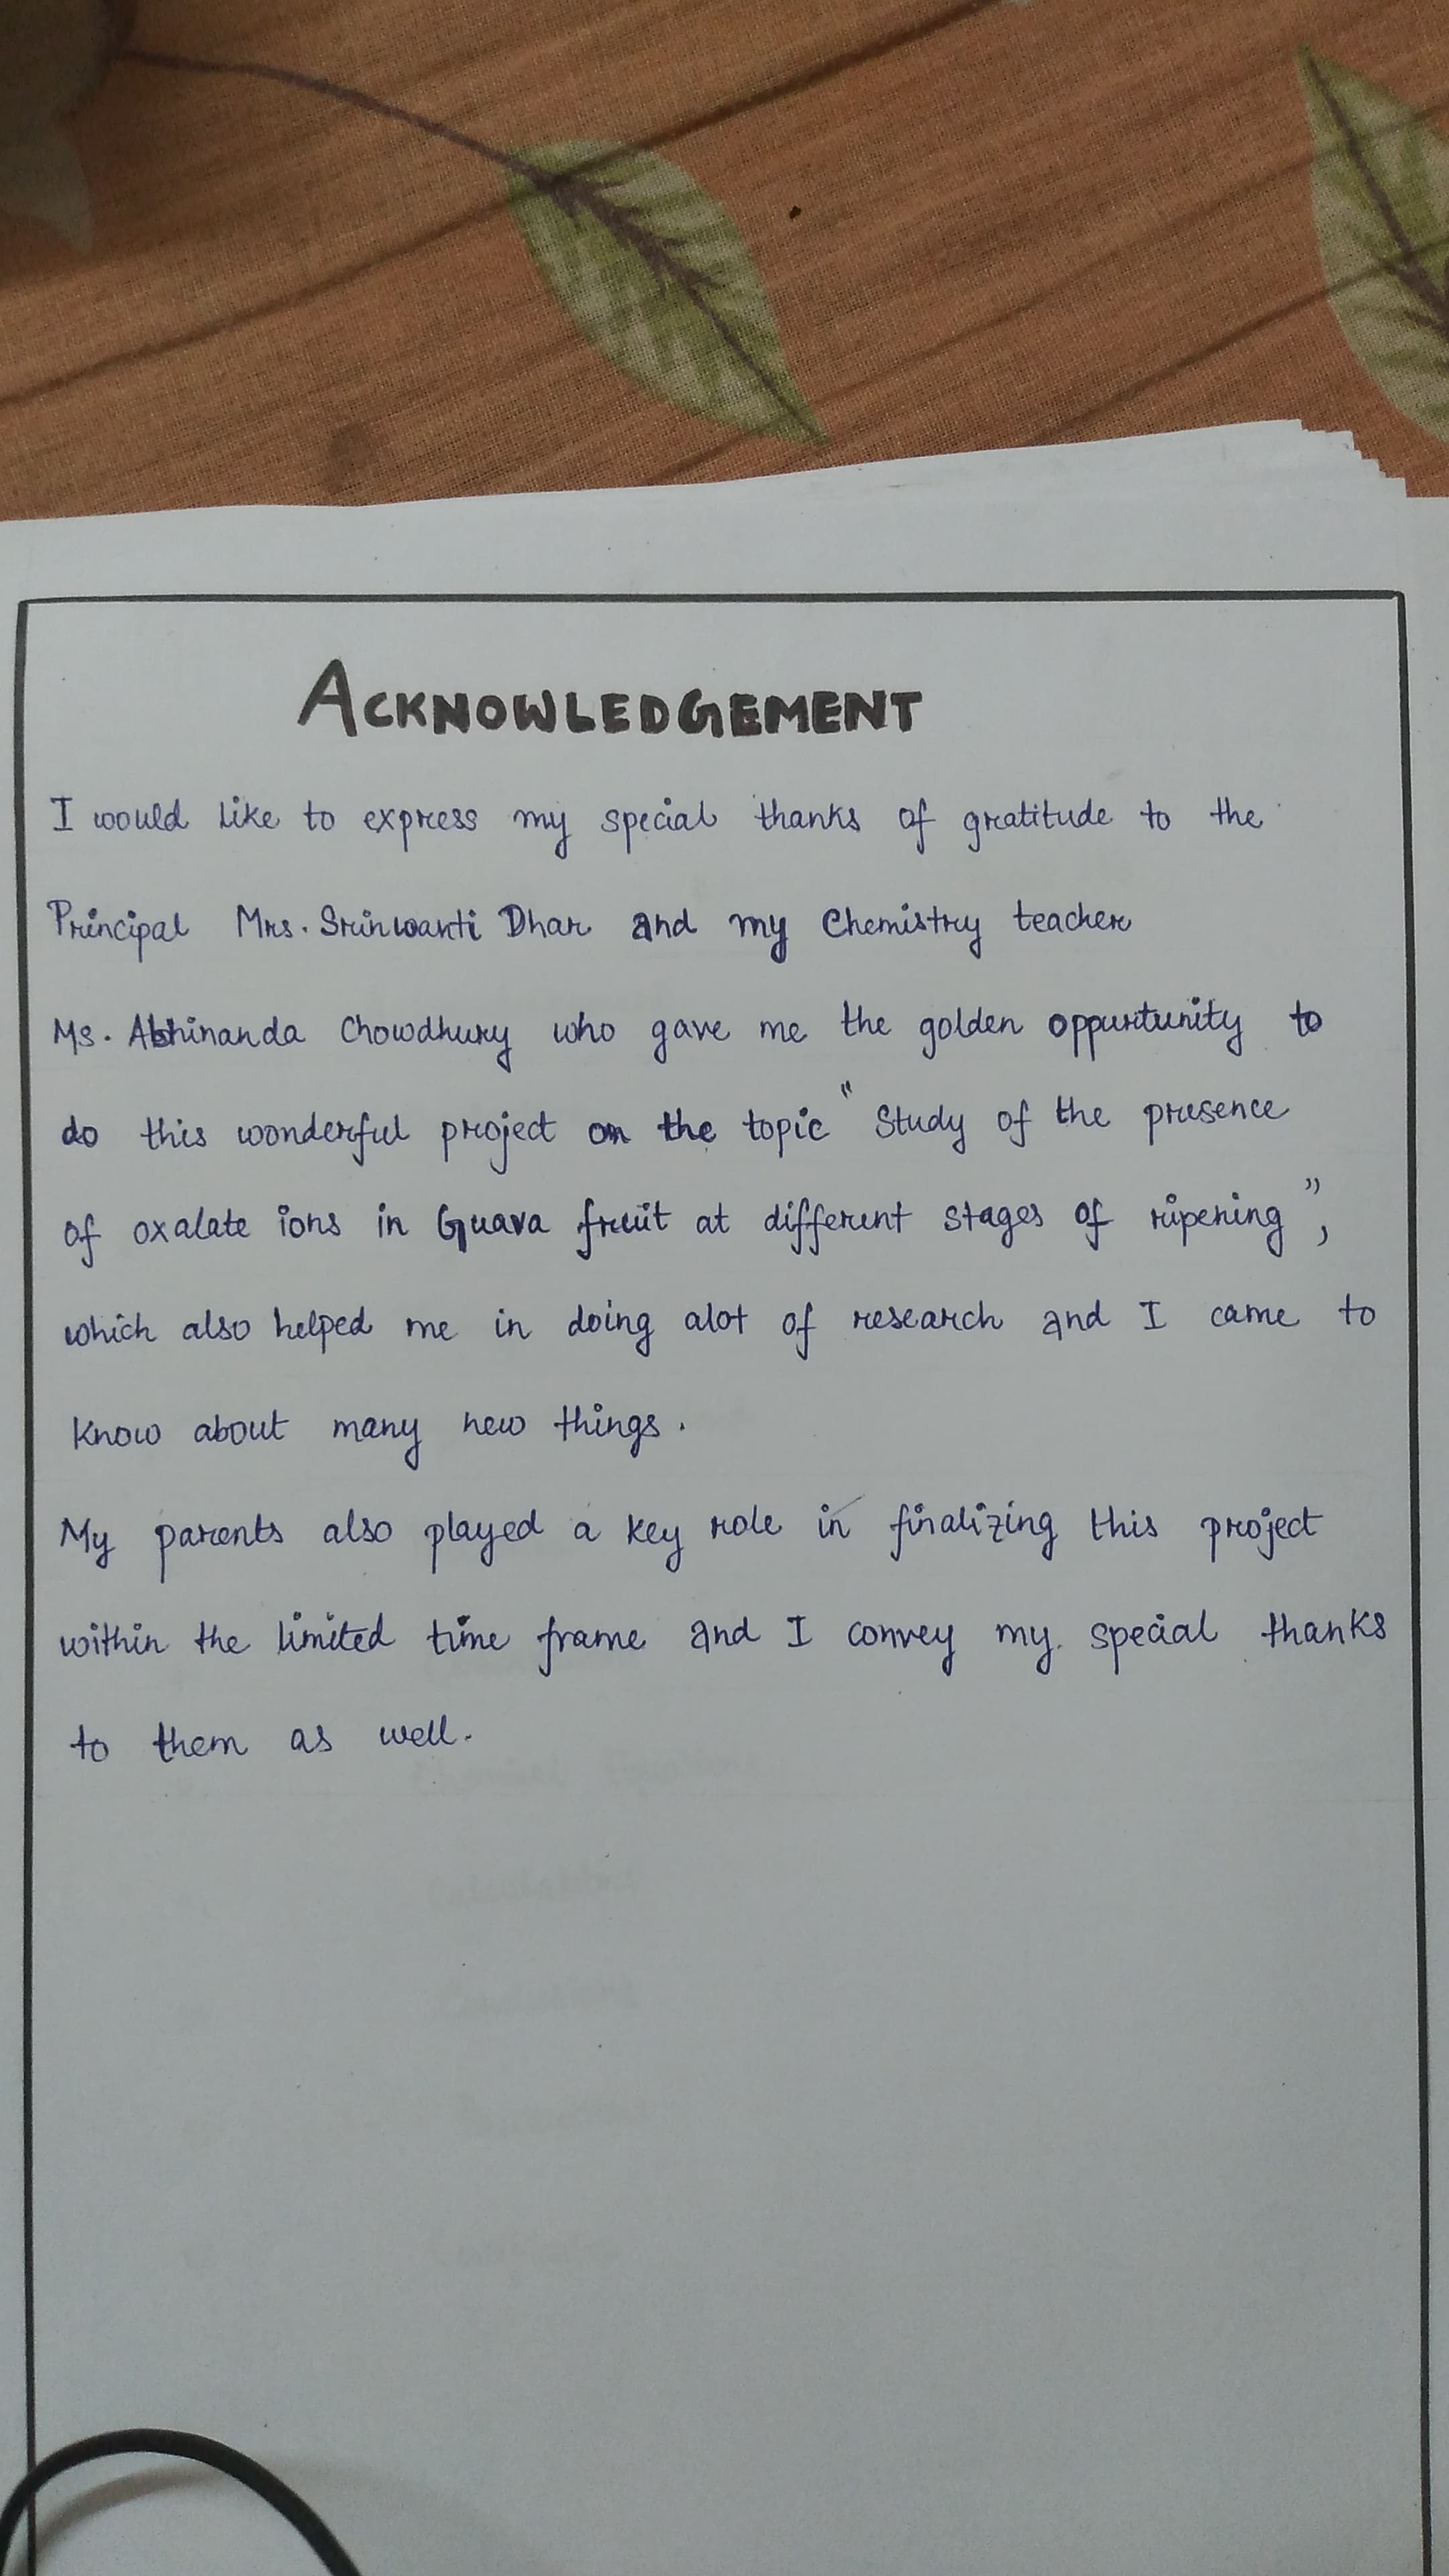 ACKNOWLEDGEMENT
I would like to express my special thanks of gratitude to the
Principal Mrs. Srinwanti Dhar and my Chemistry teacher
Ms. Abhinanda Chowdhury who gave me the golden oppurtunity to
do this wonderful project on the topic " Study of the presence
of oxalate ions in Guava fruit at different stages of ripening",
which also helped me in doing alot of research and I came to
know about many new things.
My parents also played a key role in finalizing this project
within the limited time frame and I convey my special thanks
to them as well.